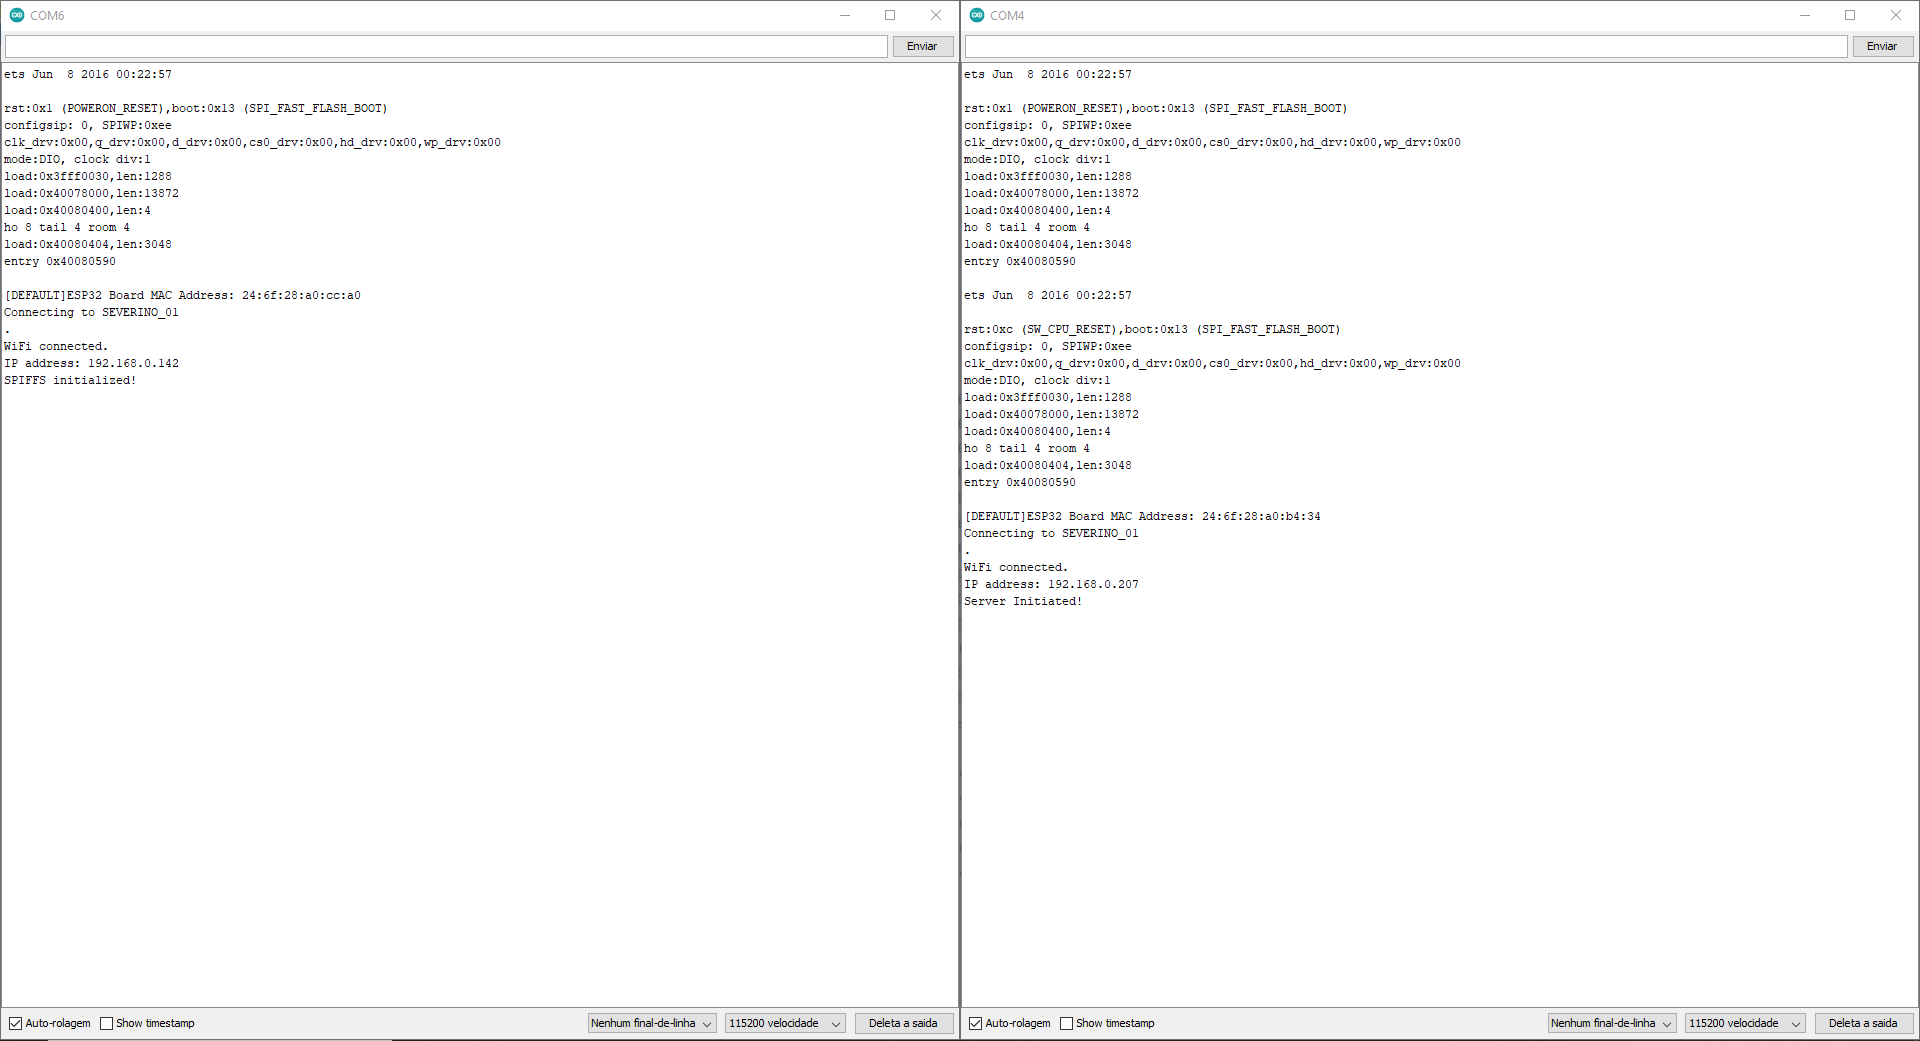 COM6
Enviar
ets Jun  8 2016 00:22:57
rst:0x1 (POWERON_RESET),boot:0x13 (SPI_FAST_FLASH_BOOT)
configsip: 0, SPIWP:0xee
clk_drv:0x00,q_drv:0x00,d_drv:0x00,cs0_drv:0x00,hd_drv:0x00,wp_drv:0x00
mode:DIO, clock div:1
load:0x3fff0030,len:1288
load:0x40078000,len:13872
load:0x40080400,len:4
ho 8 tail 4 room 4
load:0x40080404,len:3048
entry 0x40080590
[DEFAULT]ESP32 Board MAC Address: 24:6f:28:a0:cc:a0
Connecting to SEVERINO_01
.
WiFi connected.
IP address: 192.168.0.142
SPIFFS initialized!
Auto-rolagem
Show timestamp
Nenhum final-de-linha
115200 velocidade
Deleta a saida
COM4
Enviar
ets Jun  8 2016 00:22:57
rst:0x1 (POWERON_RESET),boot:0x13 (SPI_FAST_FLASH_BOOT)
configsip: 0, SPIWP:0xee
clk_drv:0x00,q_drv:0x00,d_drv:0x00,cs0_drv:0x00,hd_drv:0x00,wp_drv:0x00
mode:DIO, clock div:1
load:0x3fff0030,len:1288
load:0x40078000,len:13872
load:0x40080400,len:4
ho 8 tail 4 room 4
load:0x40080404,len:3048
entry 0x40080590
ets Jun  8 2016 00:22:57
rst:0xc (SW_CPU_RESET),boot:0x13 (SPI_FAST_FLASH_BOOT)
configsip: 0, SPIWP:0xee
clk_drv:0x00,q_drv:0x00,d_drv:0x00,cs0_drv:0x00,hd_drv:0x00,wp_drv:0x00
mode:DIO, clock div:1
load:0x3fff0030,len:1288
load:0x40078000,len:13872
load:0x40080400,len:4
ho 8 tail 4 room 4
load:0x40080404,len:3048
entry 0x40080590
[DEFAULT]ESP32 Board MAC Address: 24:6f:28:a0:b4:34
Connecting to SEVERINO_01
.
WiFi connected.
IP address: 192.168.0.207
Server Initiated!
Auto-rolagem
Show timestamp
Nenhum final-de-linha
115200 velocidade
Deleta a saida